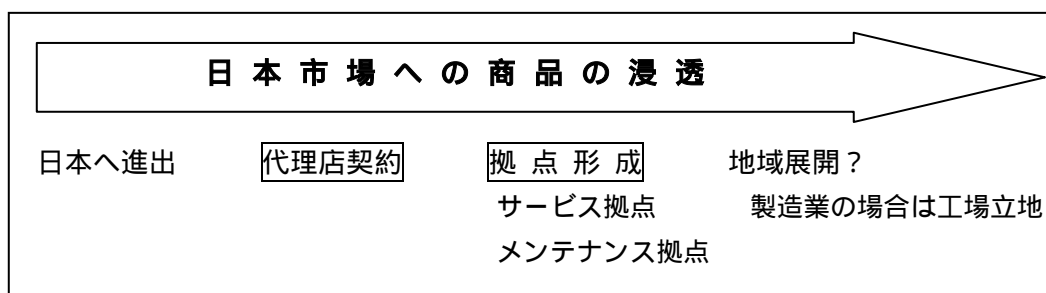 日本市場への商品の浸透
日本へ進出 代理店契約 拠点形成 地域展開？
サービス拠点 製造業の場合は工場立地
メンテナンス拠点